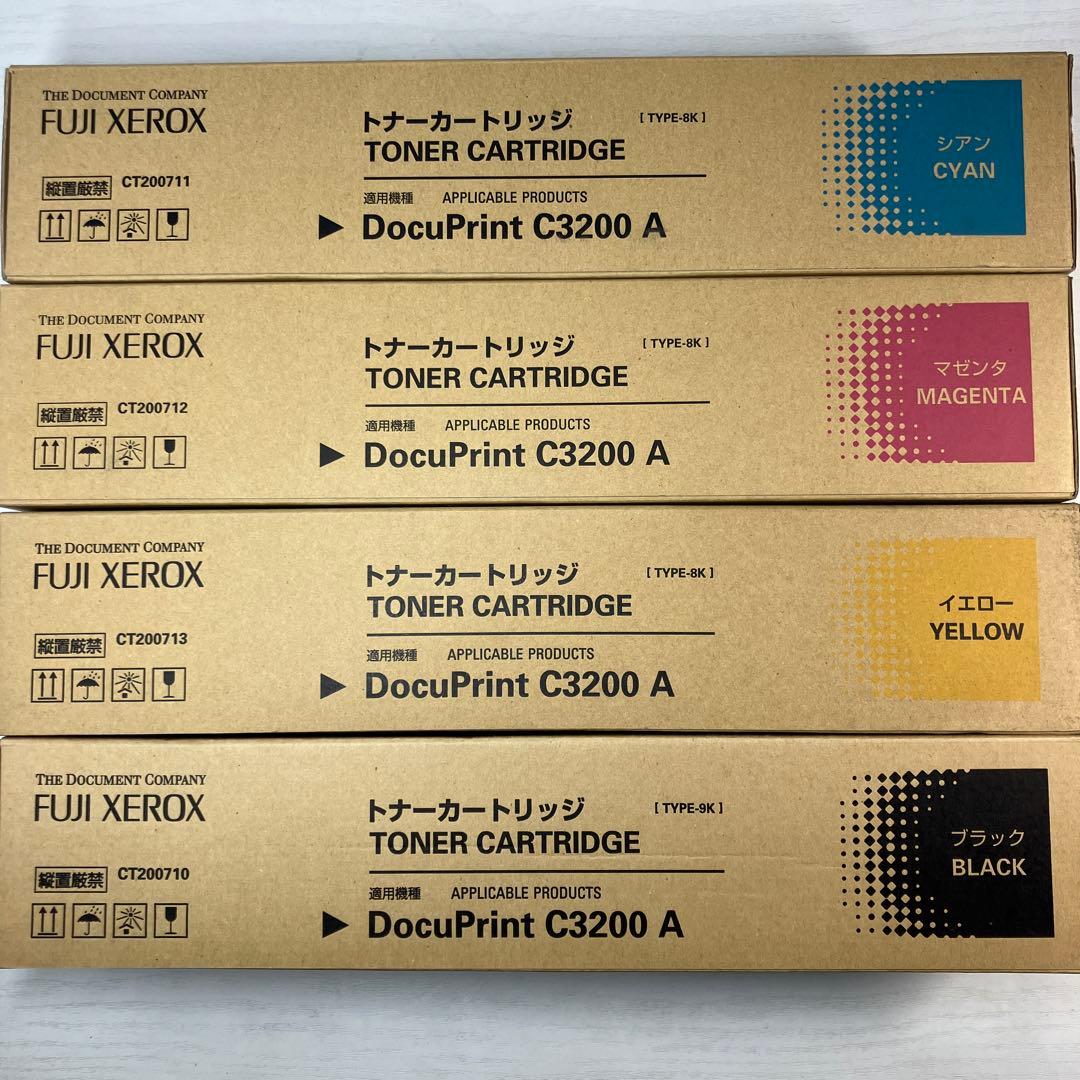 THE DOCUMENT COMPANY
FUJI XEROX
縦置厳禁 CT200711
トナーカートリッジ [ TYPE-8K ]
TONER CARTRIDGE
適用機種 APPLICABLE PRODUCTS
▶ DocuPrint C3200 A
シアン
CYAN
THE DOCUMENT COMPANY
FUJI XEROX
縦置厳禁 CT200712
トナーカートリッジ [ TYPE-8K ]
TONER CARTRIDGE
適用機種 APPLICABLE PRODUCTS
▶ DocuPrint C3200 A
マゼンタ
MAGENTA
THE DOCUMENT COMPANY
FUJI XEROX
縦置厳禁 CT200713
トナーカートリッジ [ TYPE-8K ]
TONER CARTRIDGE
適用機種 APPLICABLE PRODUCTS
▶ DocuPrint C3200 A
イエロー
YELLOW
THE DOCUMENT COMPANY
FUJI XEROX
縦置厳禁 CT200710
トナーカートリッジ [ TYPE-9K ]
TONER CARTRIDGE
適用機種 APPLICABLE PRODUCTS
▶ DocuPrint C3200 A
ブラック
BLACK